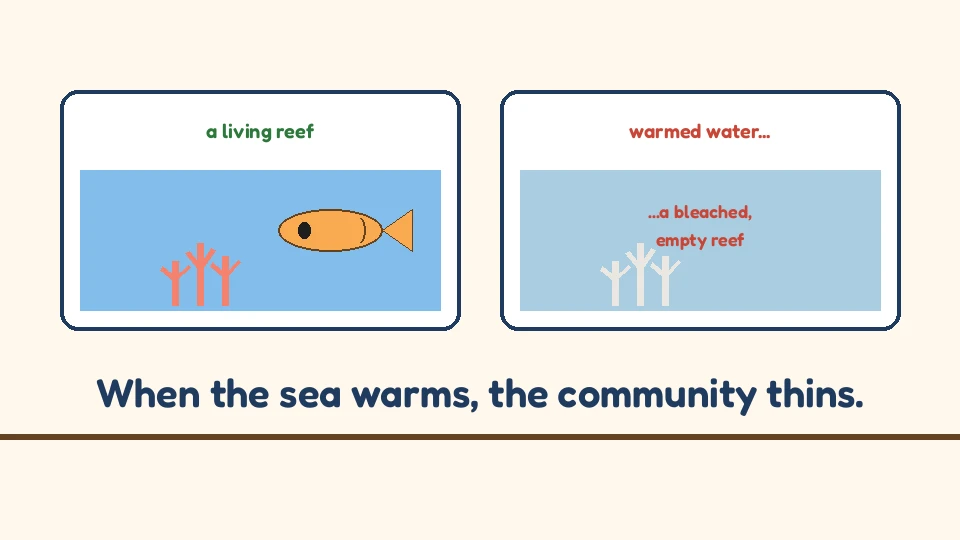 a living reef
warmed water...
...a bleached,
empty reef
When the sea warms, the community thins.